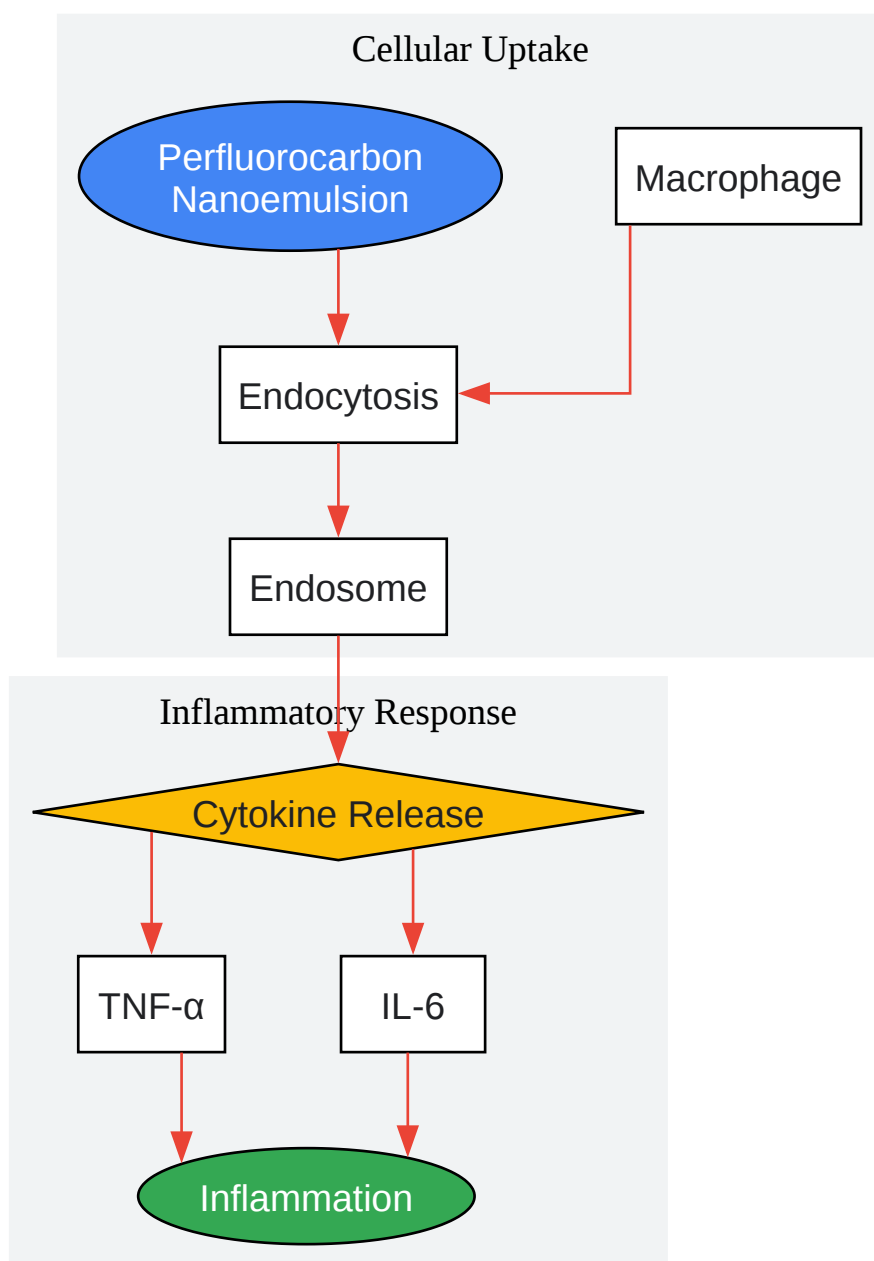 Cellular Uptake
Perfluorocarbon
Nanoemulsion
Macrophage
Endocytosis
Endosome
Inflammatory Response
Cytokine Release
TNF-α
IL-6
Inflammation